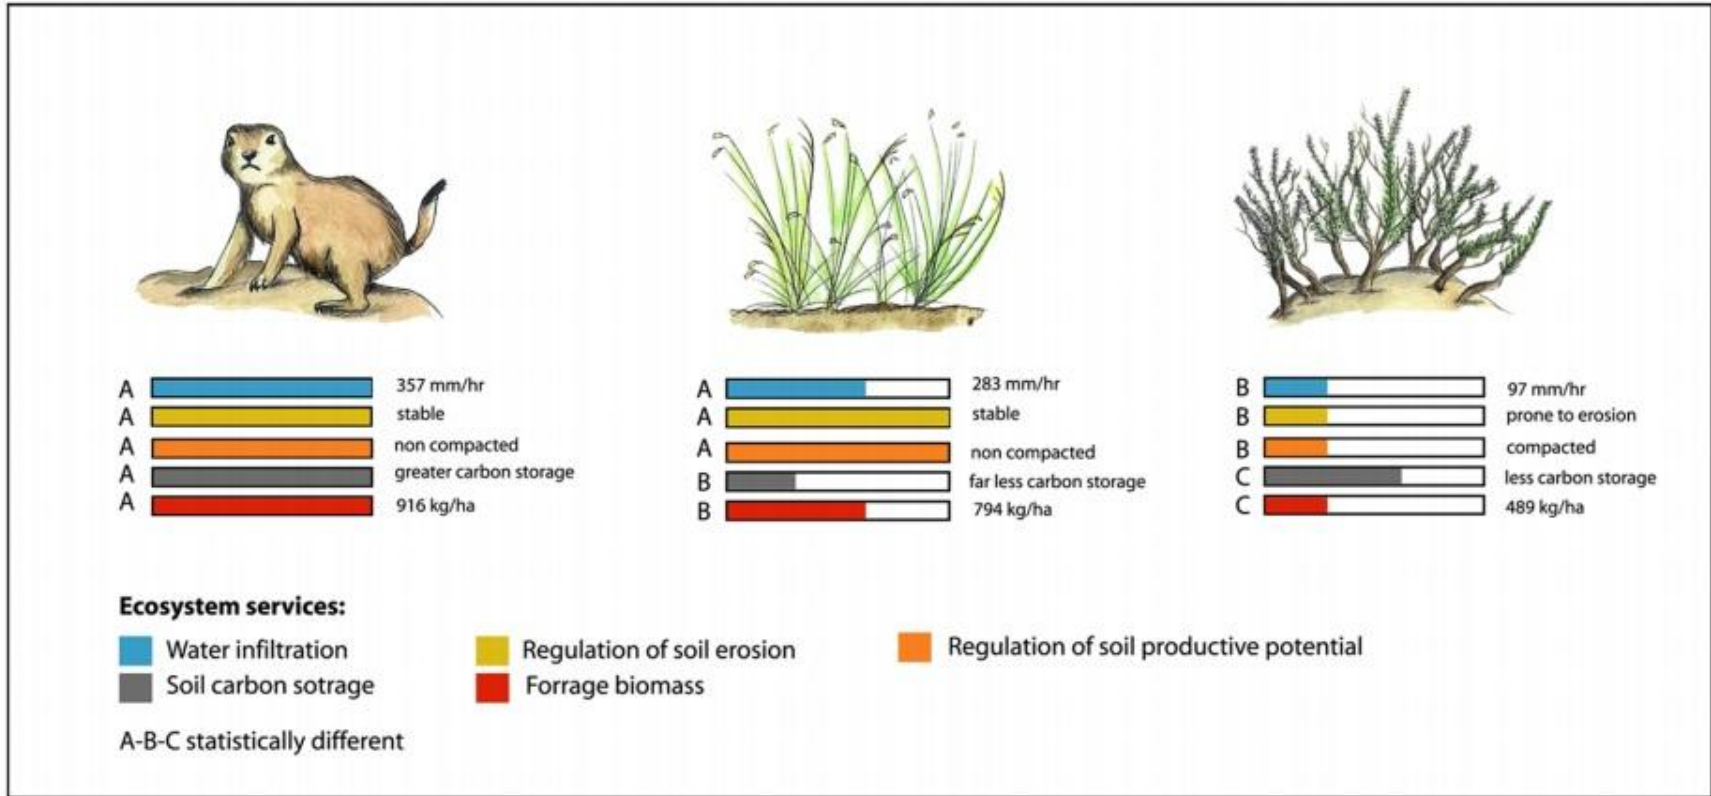 A 357 mm/hr
A stable
A non compacted
A greater carbon storage
A 916 kg/ha
A 283 mm/hr
A stable
A non compacted
B far less carbon storage
B 794 kg/ha
B 97 mm/hr
B prone to erosion
B compacted
C less carbon storage
C 489 kg/ha
Ecosystem services:
Water infiltration
Regulation of soil erosion
Regulation of soil productive potential
Soil carbon sotrage
Forrage biomass
A-B-C statistically different